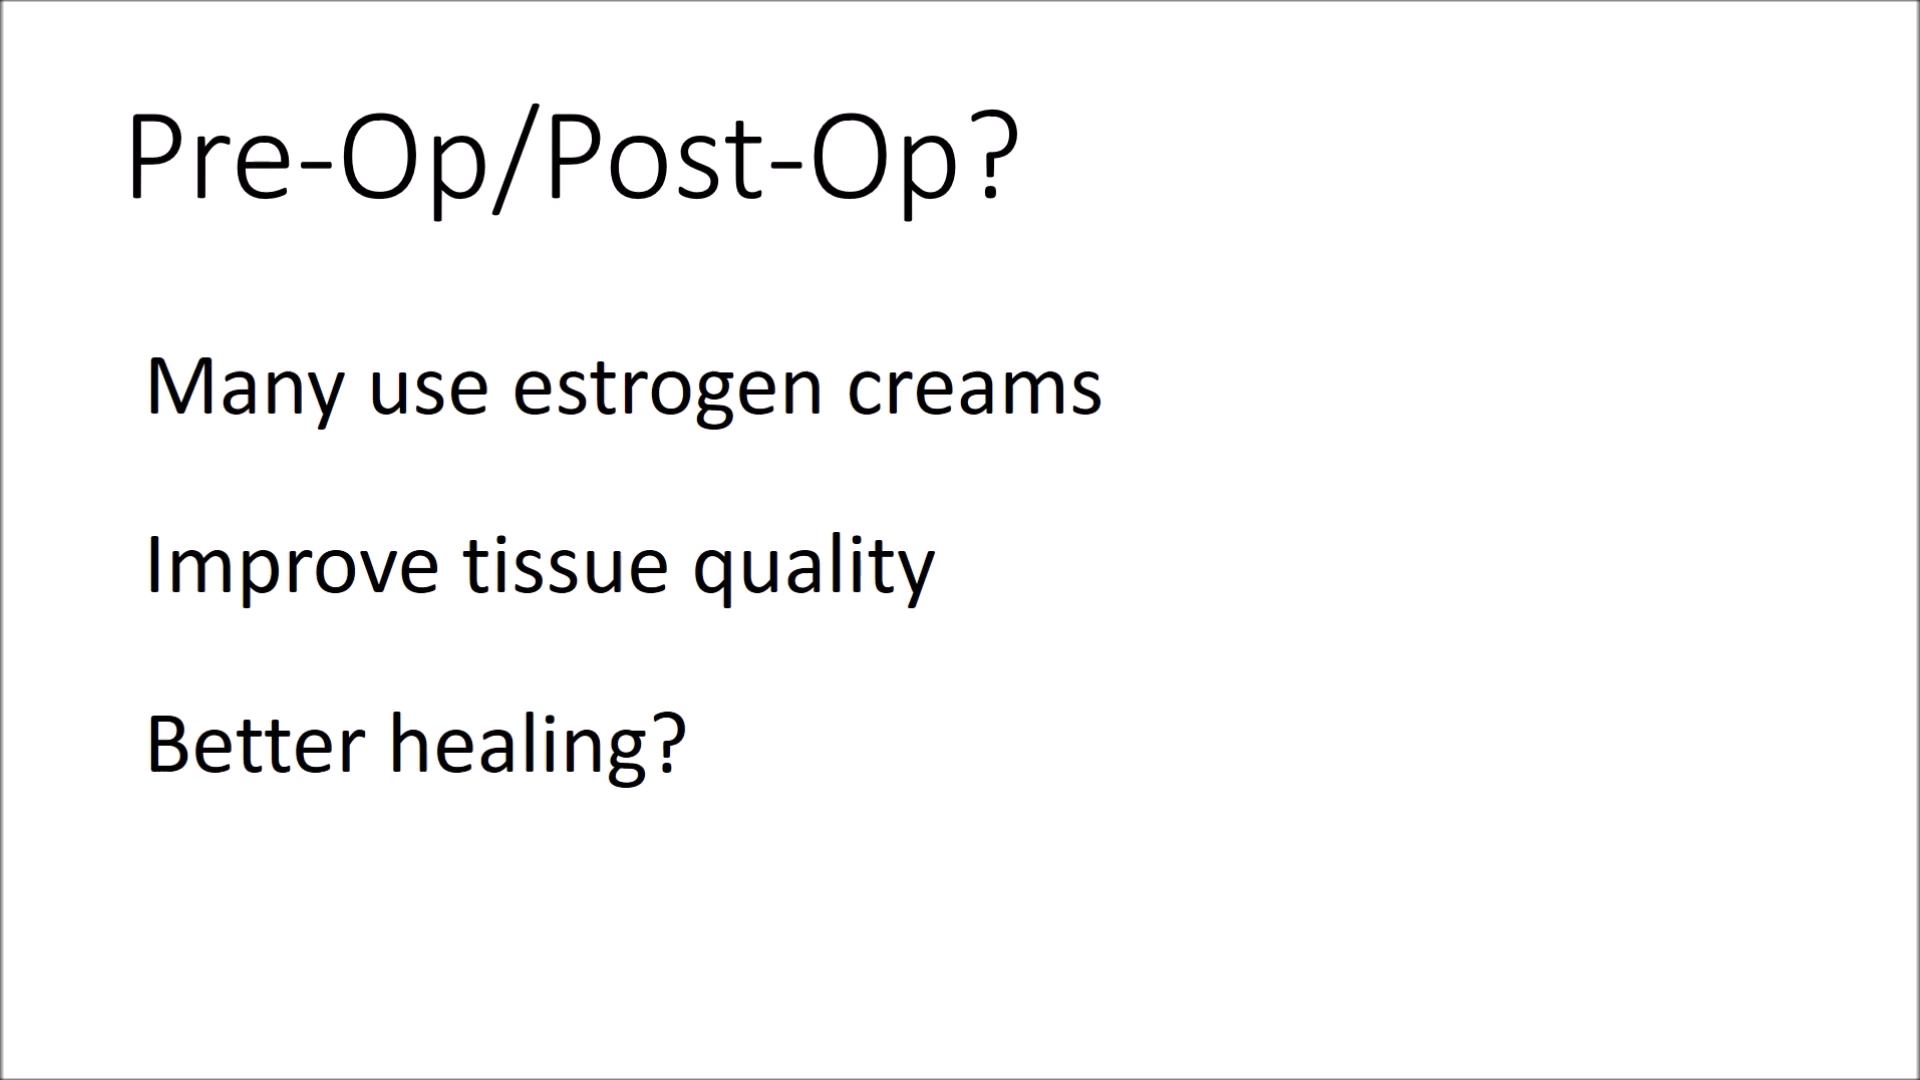 Pre-Op/Post-Op?
Many use estrogen creams
Improve tissue quality
Better healing?